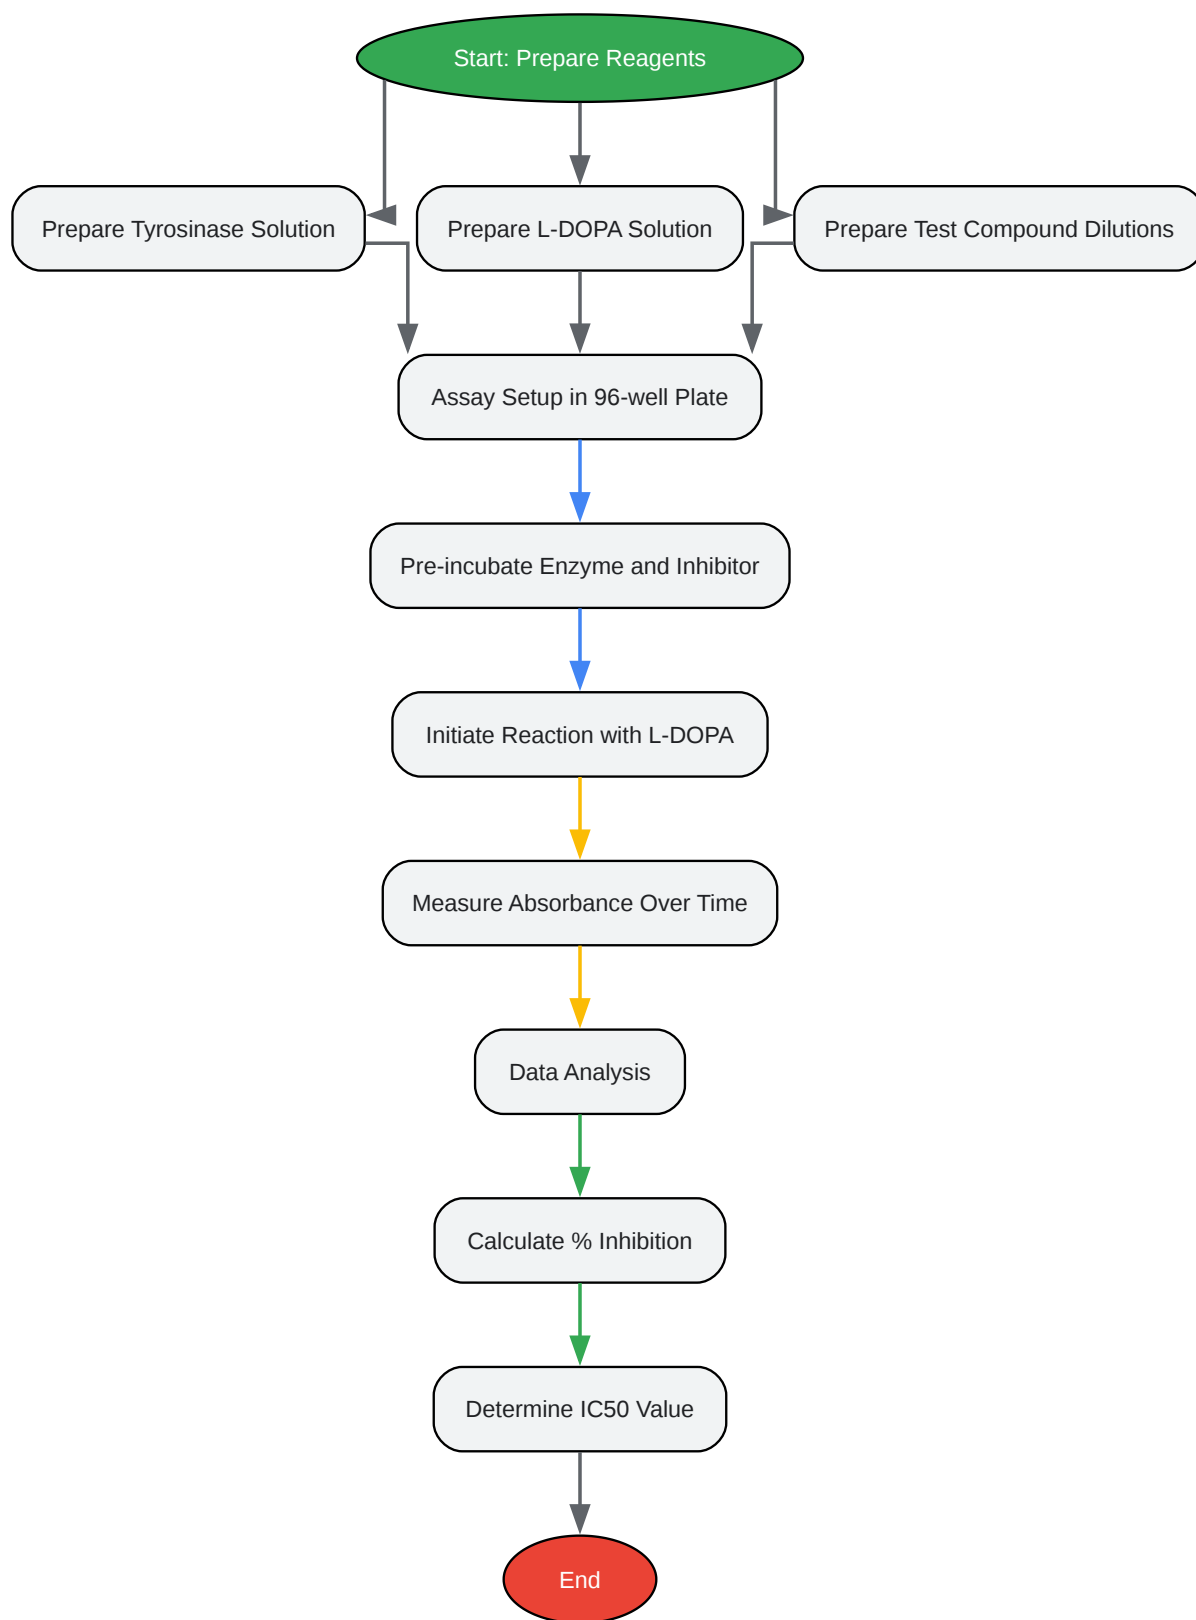 Start: Prepare Reagents
Prepare Tyrosinase Solution
Prepare L-DOPA Solution
Prepare Test Compound Dilutions
Assay Setup in 96-well Plate
Pre-incubate Enzyme and Inhibitor
Initiate Reaction with L-DOPA
Measure Absorbance Over Time
Data Analysis
Calculate % Inhibition
Determine IC50 Value
End